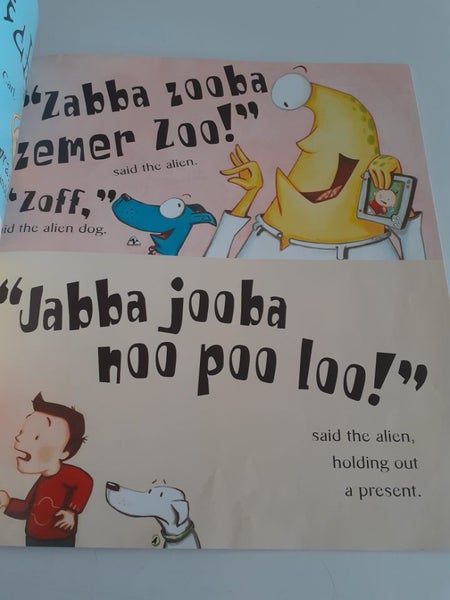 "Zabba zooba
zemer Zoo!"
said the alien.
"Zoff,"
said the alien dog.
"Jabba jooba
noo poo loo!"
said the alien,
holding out
a present.